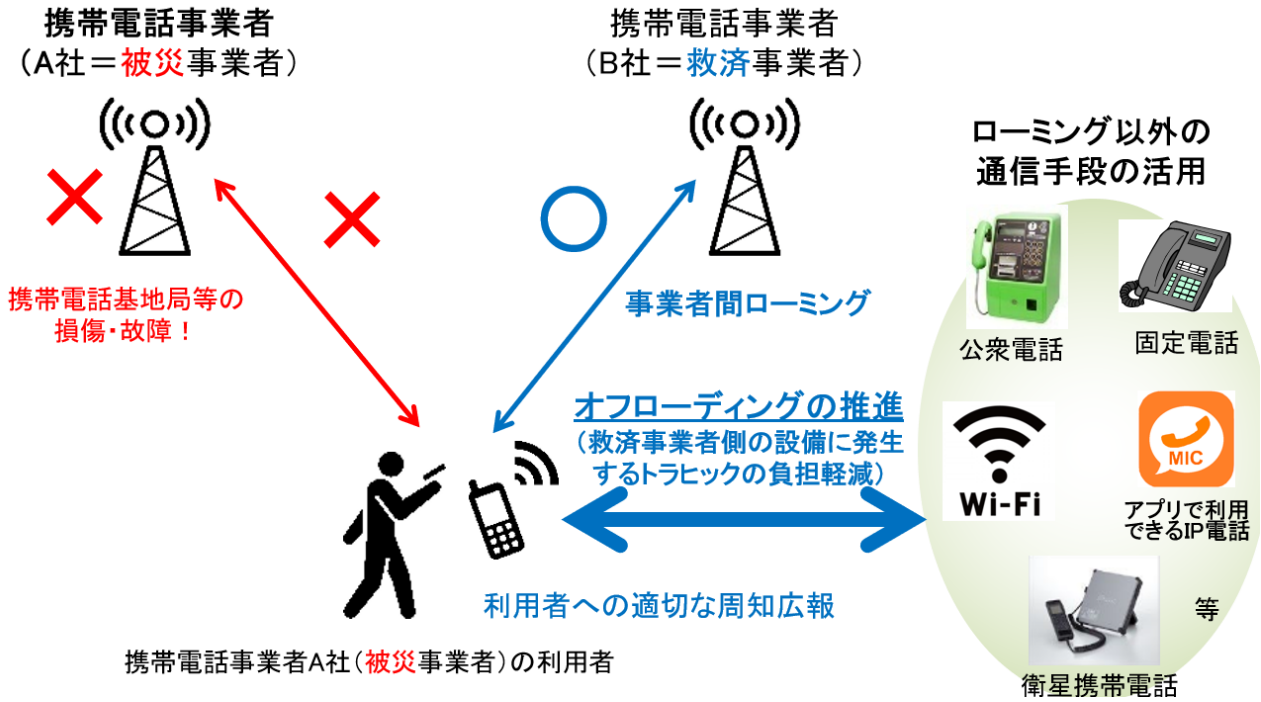 携帯電話事業者
（A社＝被災事業者）
携帯電話事業者
（B社＝救済事業者）
ローミング以外の
通信手段の活用
携帯電話基地局等の
損傷・故障！
事業者間ローミング
公衆電話
固定電話
オフローディングの推進
（救済事業者側の設備に発生
するトラヒックの負担軽減）
Wi-Fi
MIC
アプリで利用
できるIP電話
利用者への適切な周知広報
等
衛星携帯電話
携帯電話事業者A社（被災事業者）の利用者